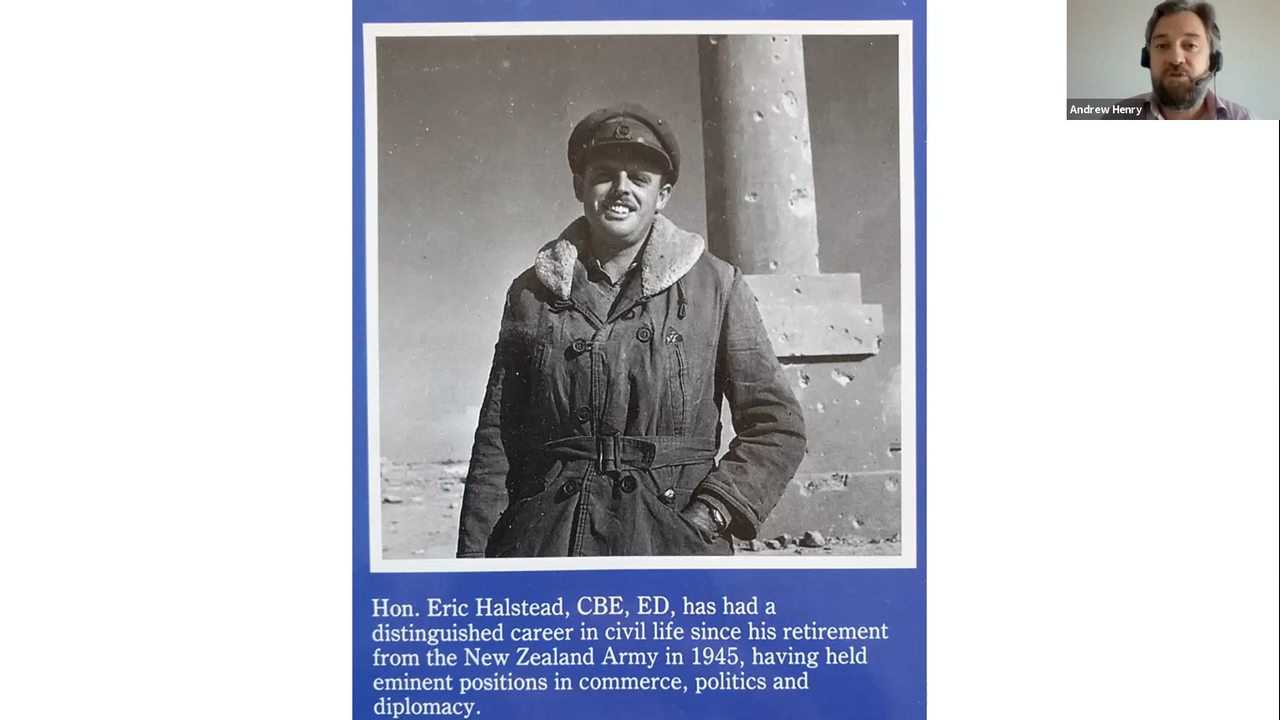 Andrew Henry
Hon. Eric Halstead, CBE, ED, has had a
distinguished career in civil life since his retirement
from the New Zealand Army in 1945, having held
eminent positions in commerce, politics and
diplomacy.